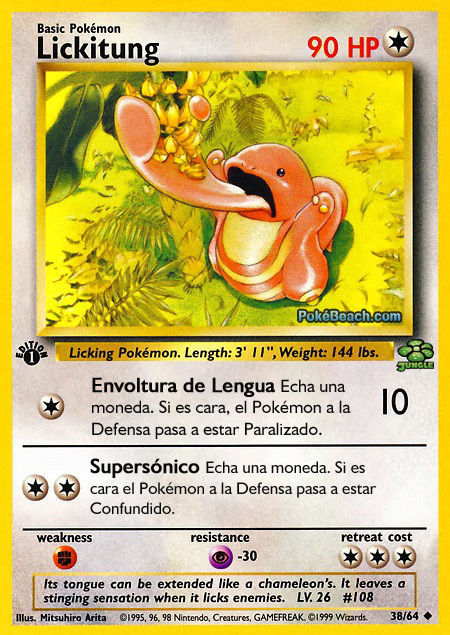 Basic Pokémon
Lickitung
90 HP
PokéBeach.com
EDITION 1
Licking Pokémon. Length: 3' 11", Weight: 144 lbs.
JUNGLE
Envoltura de Lengua Echa una
moneda. Si es cara, el Pokémon a la
Defensa pasa a estar Paralizado.
10
Supersónico Echa una moneda. Si es
cara el Pokémon a la Defensa pasa a estar
Confundido.
weakness
resistance
retreat cost
-30
Its tongue can be extended like a chameleon's. It leaves a
stinging sensation when it licks enemies. LV. 26 #108
Illus. Mitsuhiro Arita
©1995, 96, 98 Nintendo, Creatures, GAMEFREAK. ©1999 Wizards.
38/64